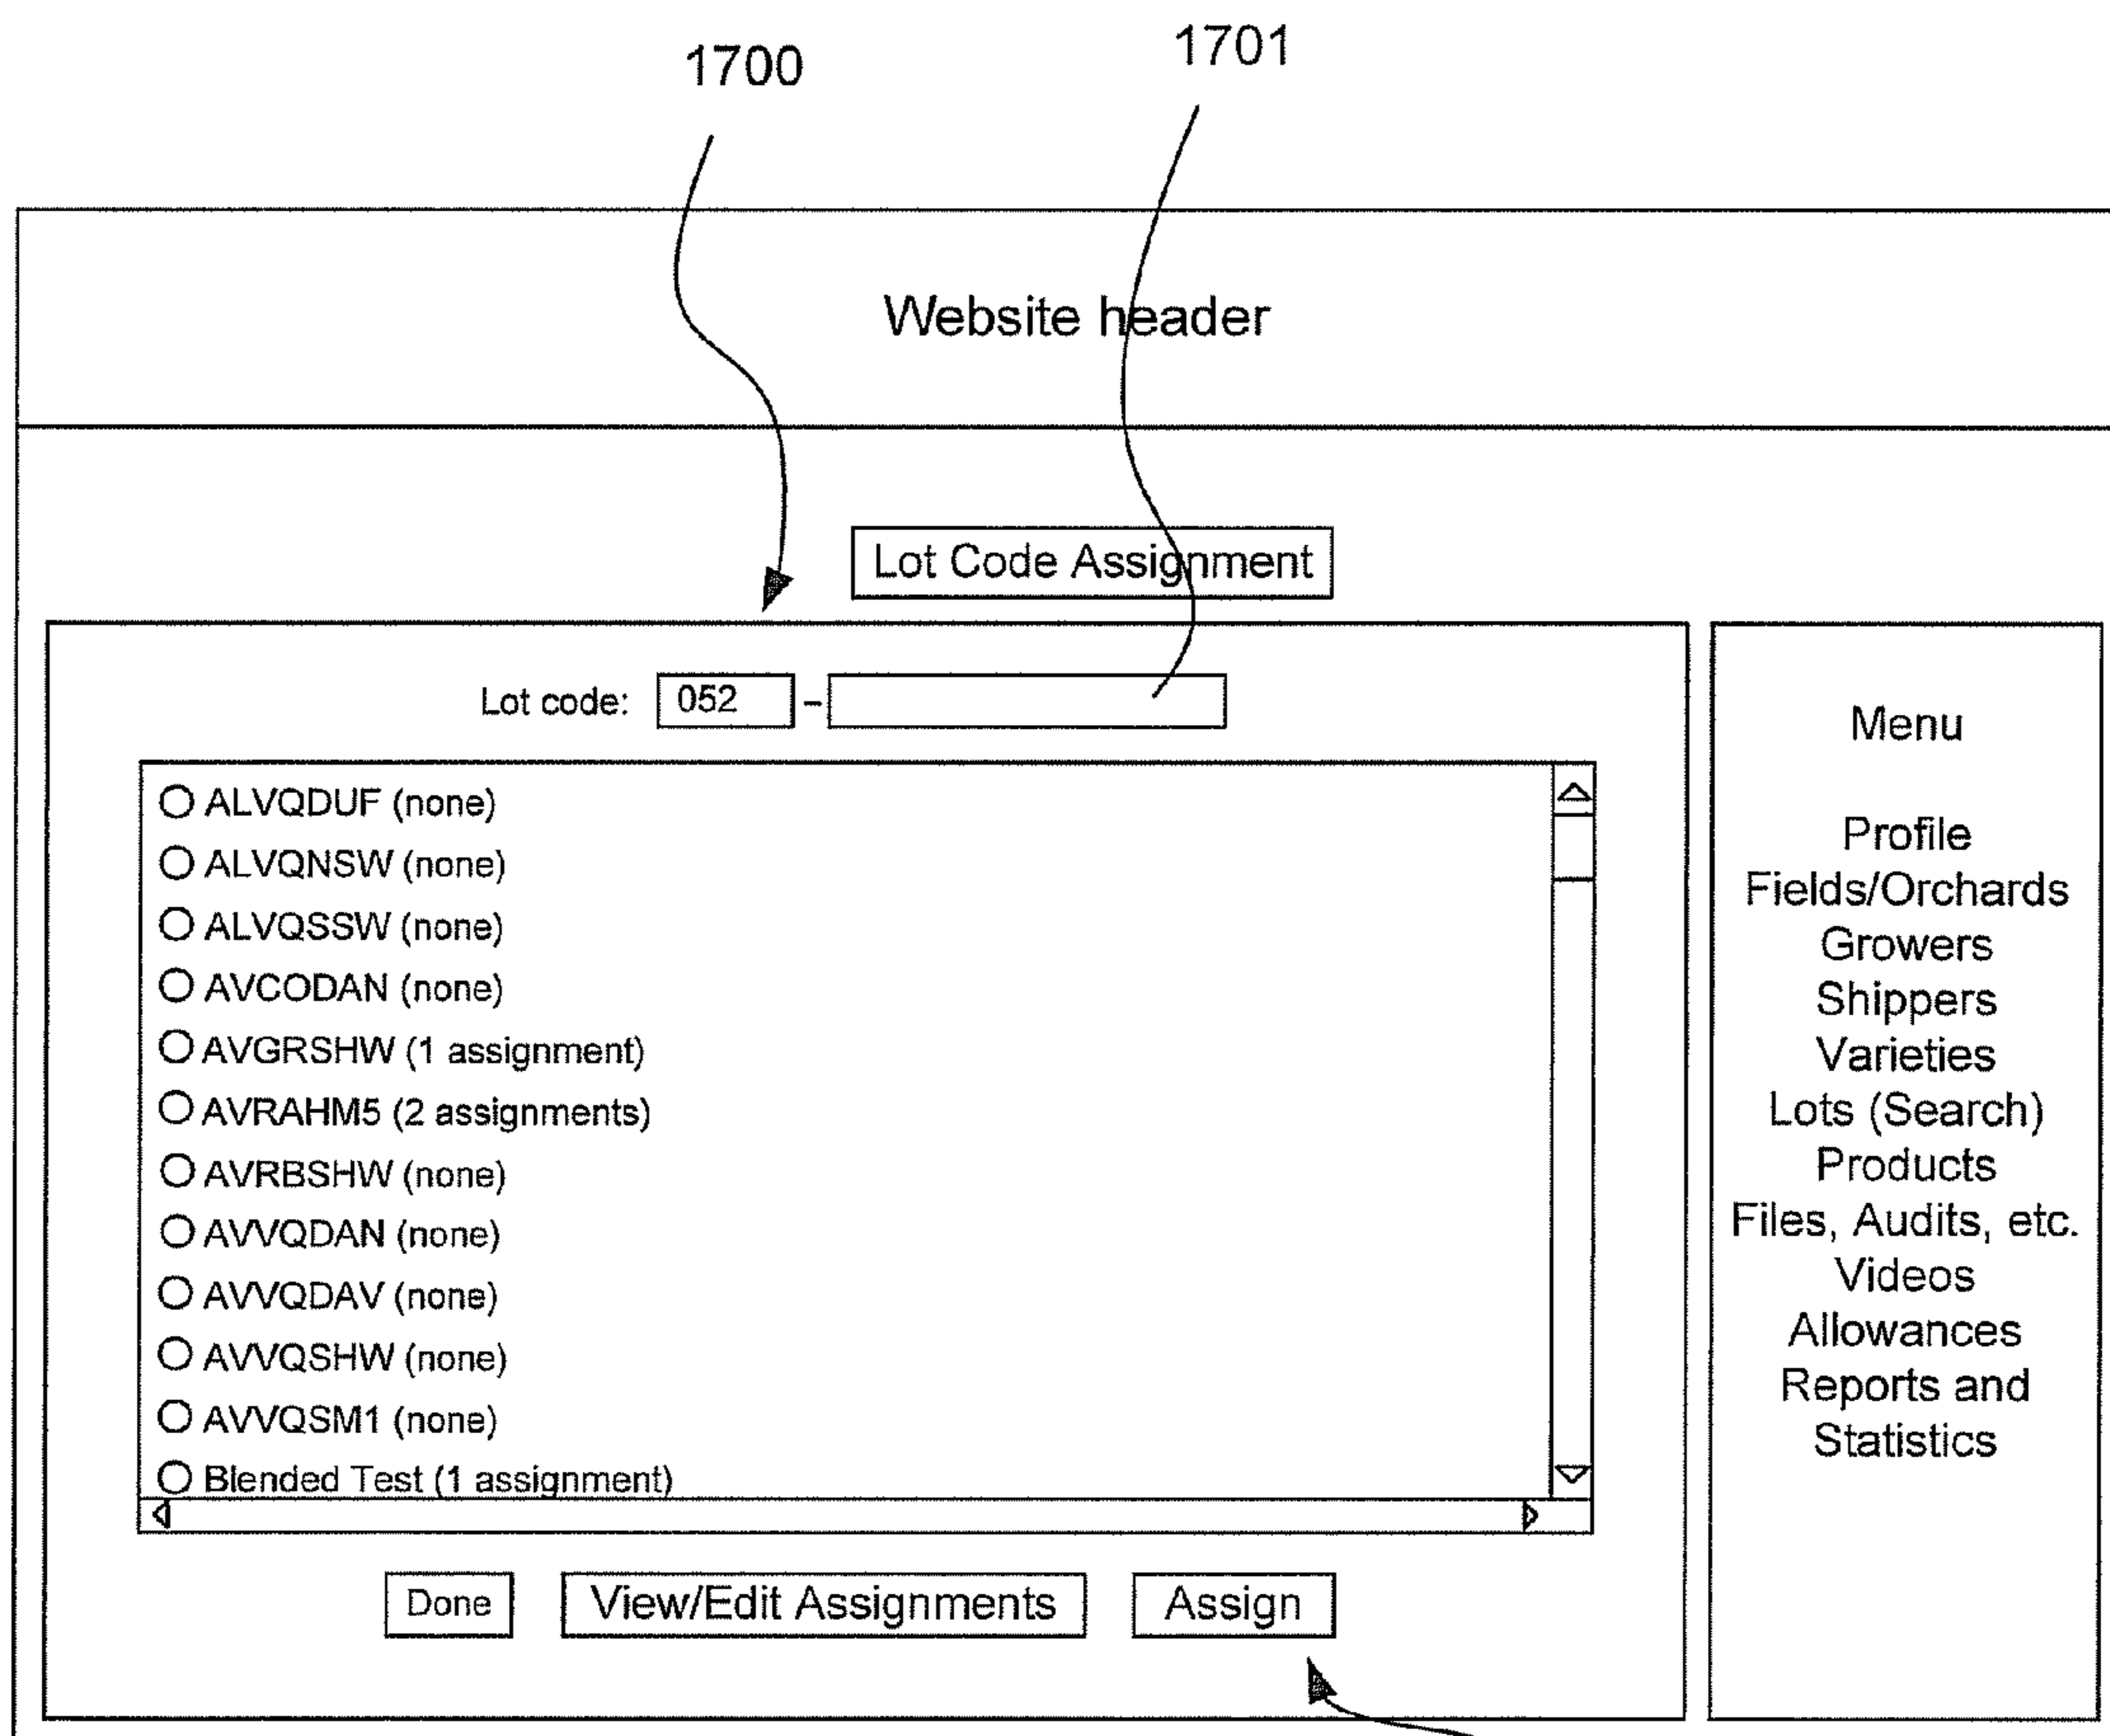 1700
1701
Website header
Lot Code Assignment
Lot code: 052 -
ALVQDUF (none)
ALVQNSW (none)
ALVQSSW (none)
AVCODAN (none)
AVGRSHW (1 assignment)
AVRAHM5 (2 assignments)
AVRBSHW (none)
AVVQDAN (none)
AVVQDAV (none)
AVVQSHW (none)
AVVQSM1 (none)
Blended Test (1 assignment)
Done
View/Edit Assignments
Assign
Menu
Profile
Fields/Orchards
Growers
Shippers
Varieties
Lots (Search)
Products
Files, Audits, etc.
Videos
Allowances
Reports and
Statistics